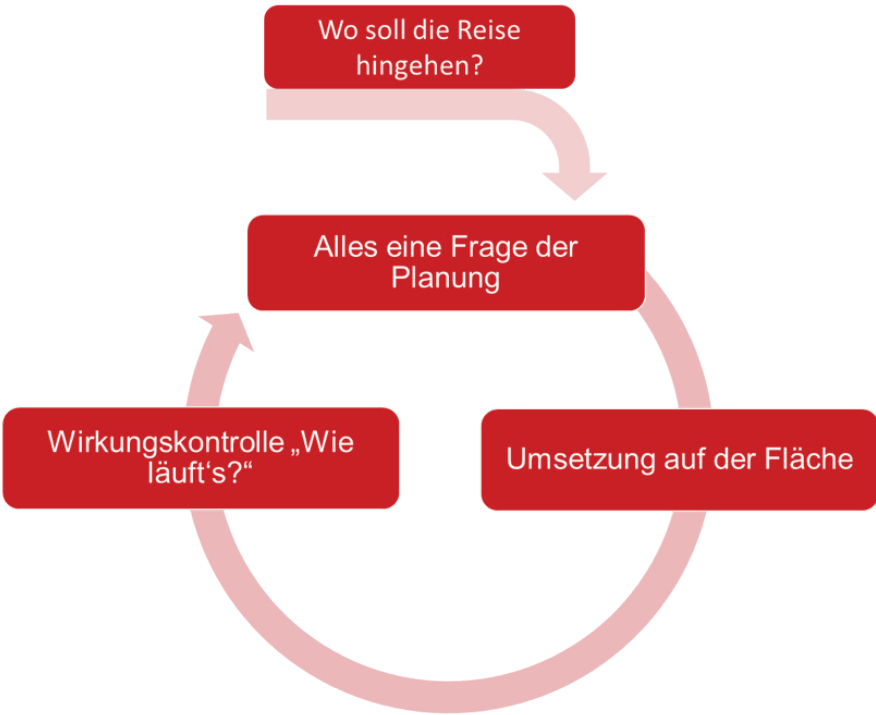 Wo soll die Reise
hingehen?
Alles eine Frage der
Planung
Wirkungskontrolle „Wie
läuft‘s?“
Umsetzung auf der Fläche